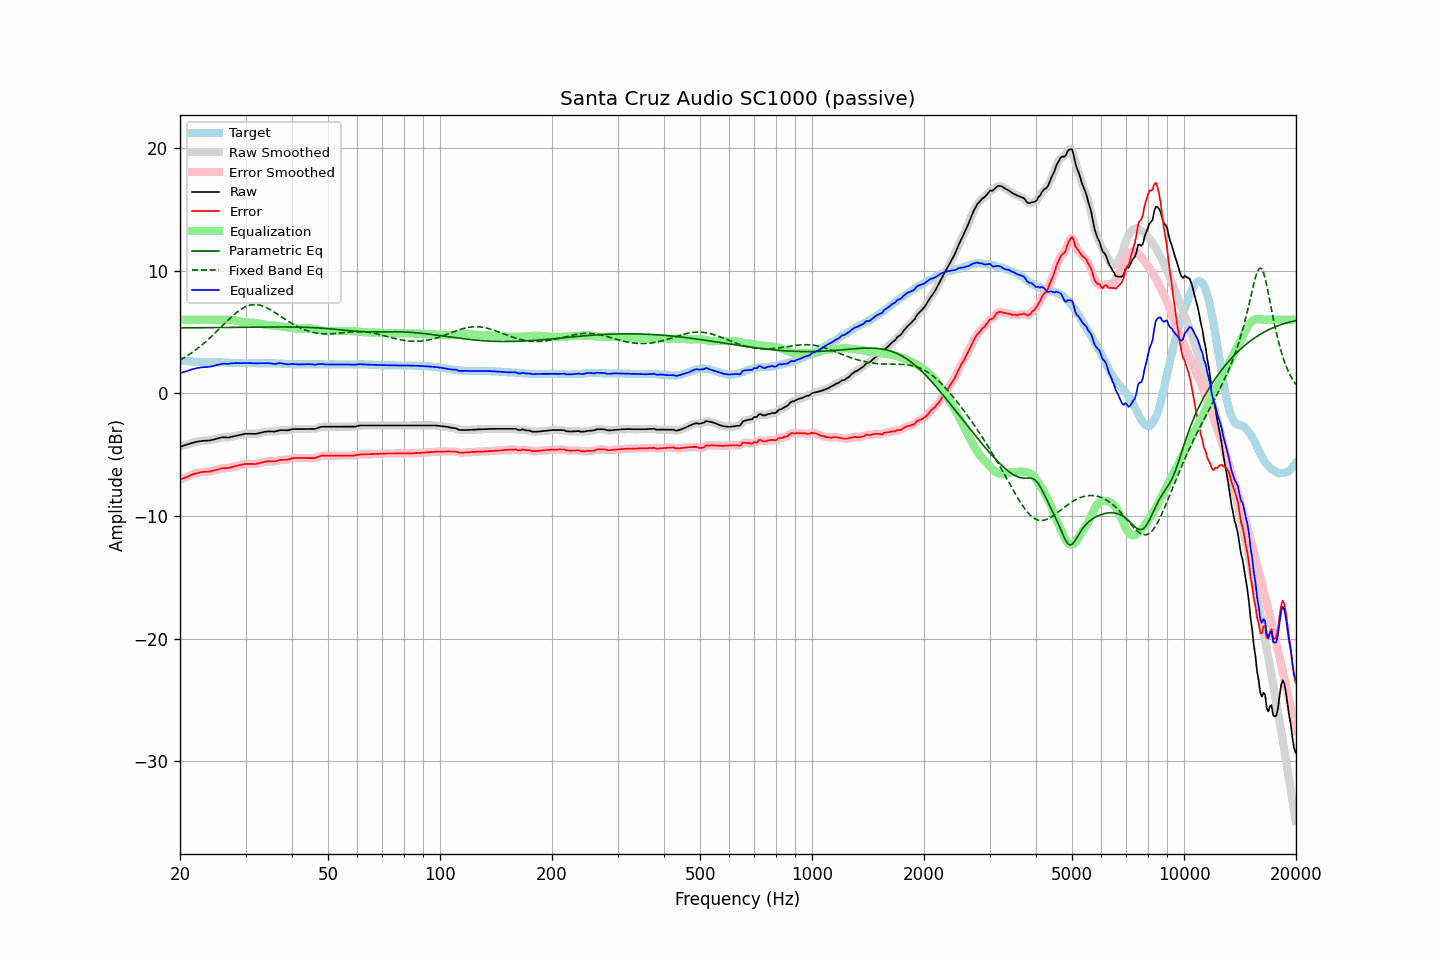 Santa Cruz Audio SC1000 (passive)
Target
Raw Smoothed
Error Smoothed
Raw
Error
Equalization
Parametric Eq
Fixed Band Eq
Equalized
20
10
0
−10
−20
−30
Amplitude (dBr)
20 50 100 200 500 1000 2000 5000 10000 20000
Frequency (Hz)